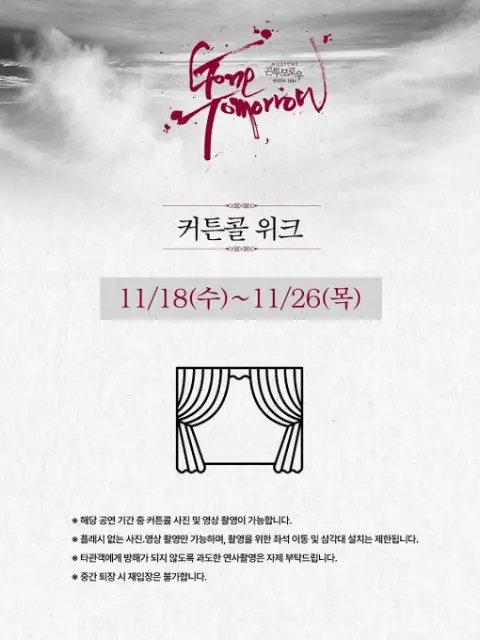 Gone
Tomorrow
곤투모로우
커튼콜 위크
11/18(수)~11/26(목)
※ 해당 공연 기간 중 커튼콜 사진 및 영상 촬영이 가능합니다.
※ 플래시 없는 사진.영상 촬영만 가능하며, 촬영을 위한 좌석 이동 및 삼각대 설치는 제한됩니다.
※ 타관객에게 방해가 되지 않도록 과도한 연사촬영은 자제 부탁드립니다.
※ 중간 퇴장 시 재입장은 불가합니다.